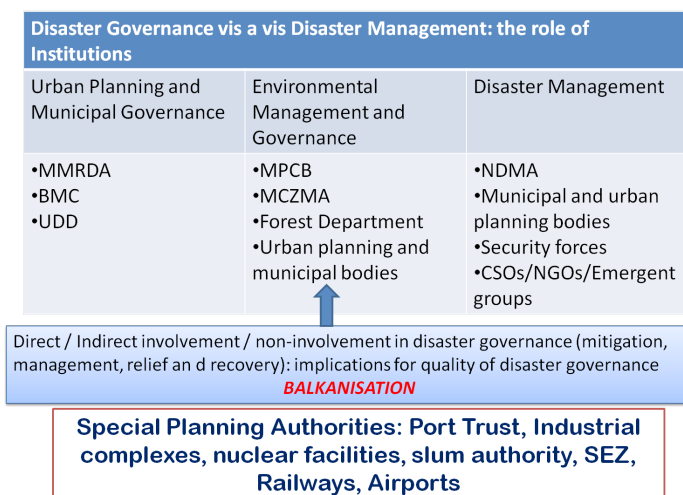 Disaster Governance vis a vis Disaster Management: the role of
Institutions
Urban Planning and
Municipal Governance
Environmental
Management and
Governance
Disaster Management
•MMRDA
•BMC
•UDD
•MPCB
•MCZMA
•Forest Department
•Urban planning and
municipal bodies
•NDMA
•Municipal and urban
planning bodies
•Security forces
•CSOs/NGOs/Emergent
groups
Direct / Indirect involvement / non-involvement in disaster governance (mitigation,
management, relief an d recovery): implications for quality of disaster governance
BALKANISATION
Special Planning Authorities: Port Trust, Industrial
complexes, nuclear facilities, slum authority, SEZ,
Railways, Airports